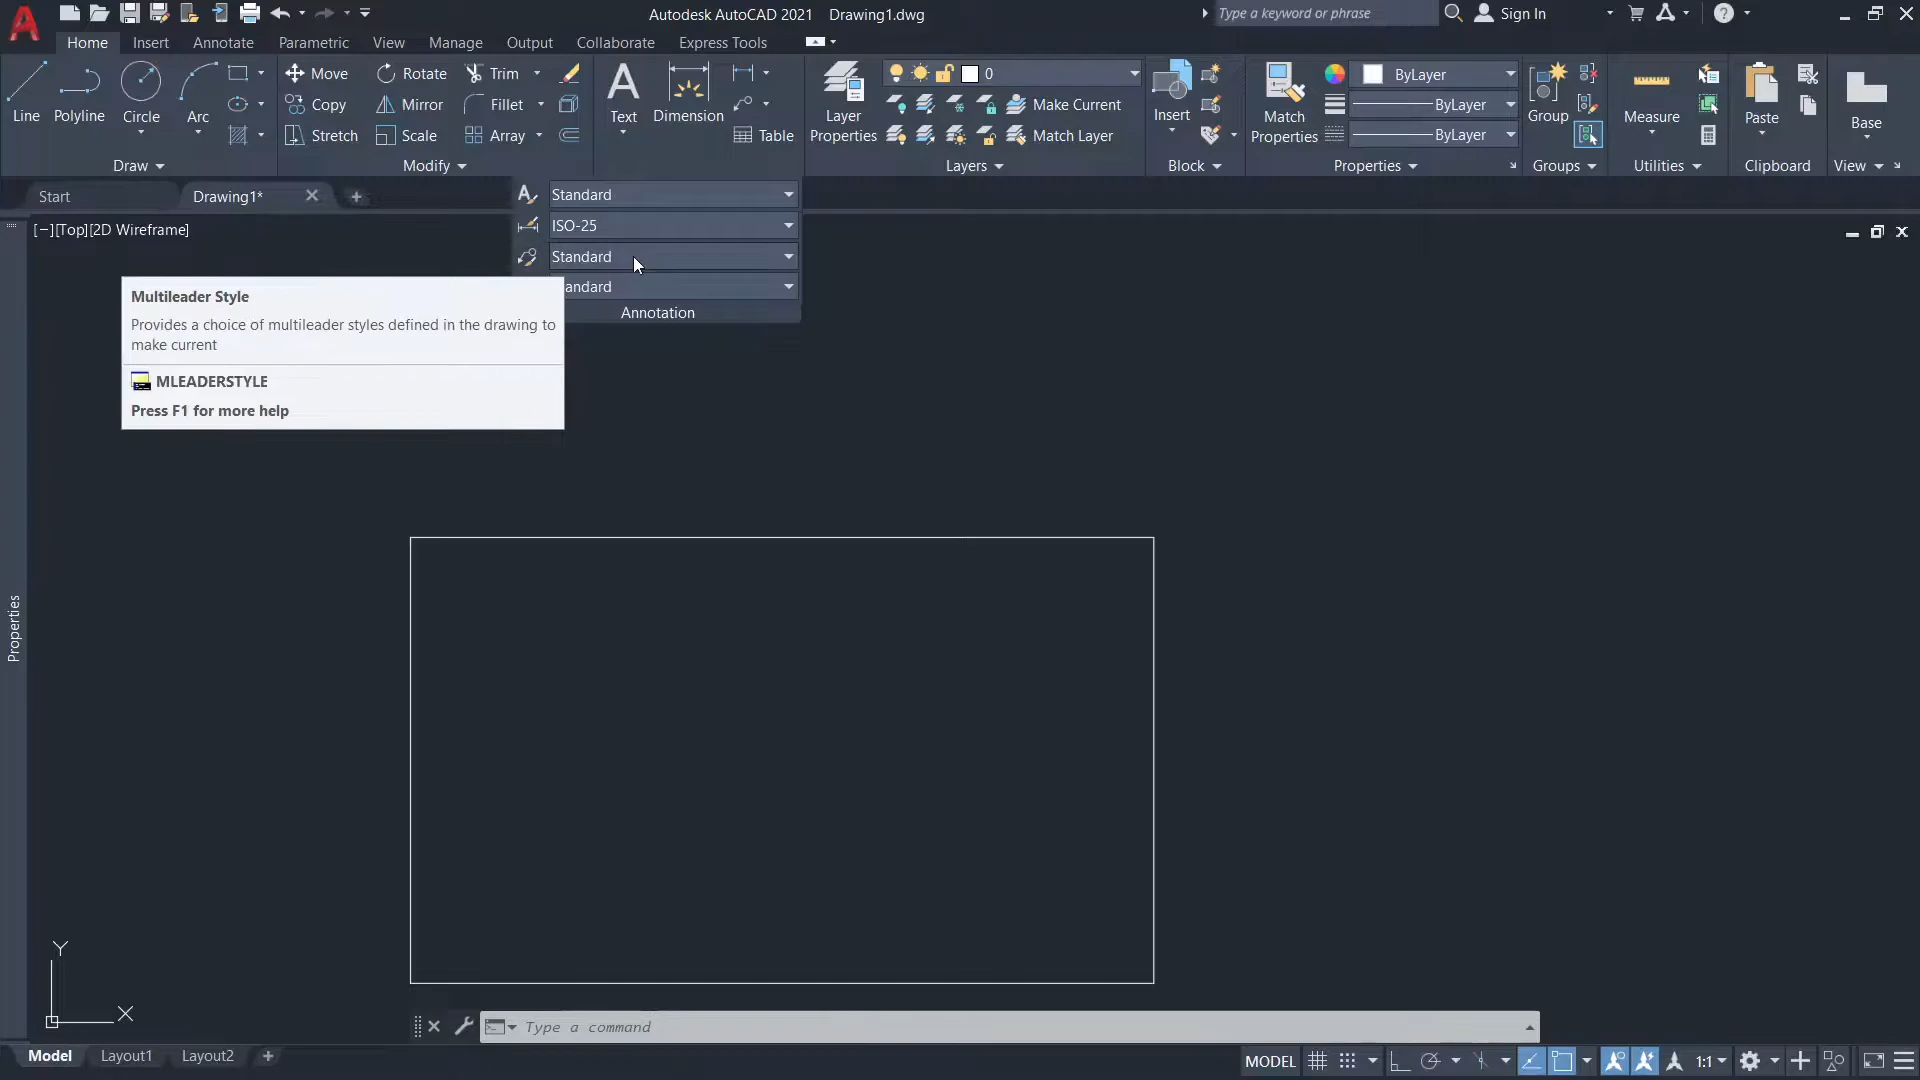 Autodesk AutoCAD 2021 Drawing1.dwg
Type a keyword or phrase
Sign In
Home Insert Annotate Parametric View Manage Output Collaborate Express Tools
Line Polyline Circle Arc
Draw
Move Rotate Trim
Copy Mirror Fillet
Stretch Scale Array
Modify
Text Dimension
Table
Layer Properties
0
Make Current
Match Layer
Layers
Insert
Block
Match Properties
ByLayer
ByLayer
ByLayer
Properties
Group
Groups
Measure
Utilities
Paste
Clipboard
Base
View
Start Drawing1*
Standard
ISO-25
Standard
andard
Annotation
[−][Top][2D Wireframe]
Multileader Style
Provides a choice of multileader styles defined in the drawing to
make current
MLEADERSTYLE
Press F1 for more help
Properties
Y
X
Type a command
Model Layout1 Layout2
MODEL 1:1